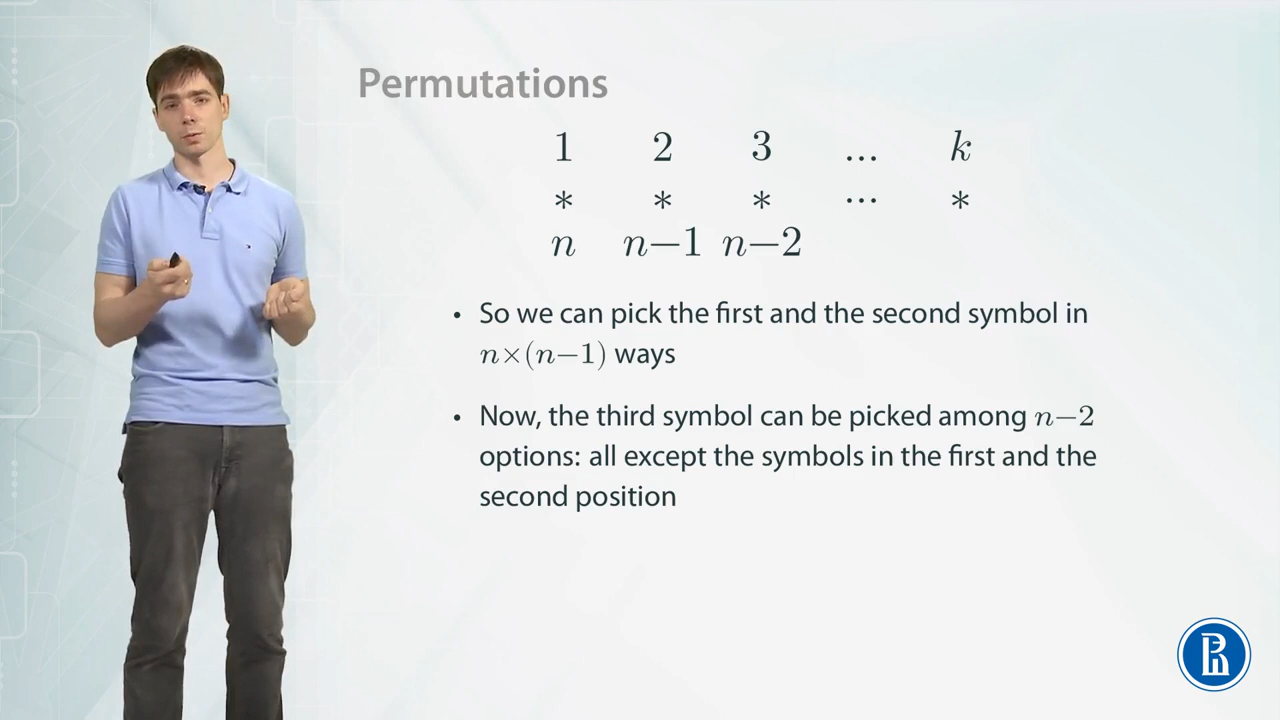 Permutations
1 2 3 ... k
* * * ... *
n n−1 n−2
• So we can pick the first and the second symbol in
n×(n−1) ways
• Now, the third symbol can be picked among n−2
options: all except the symbols in the first and the
second position